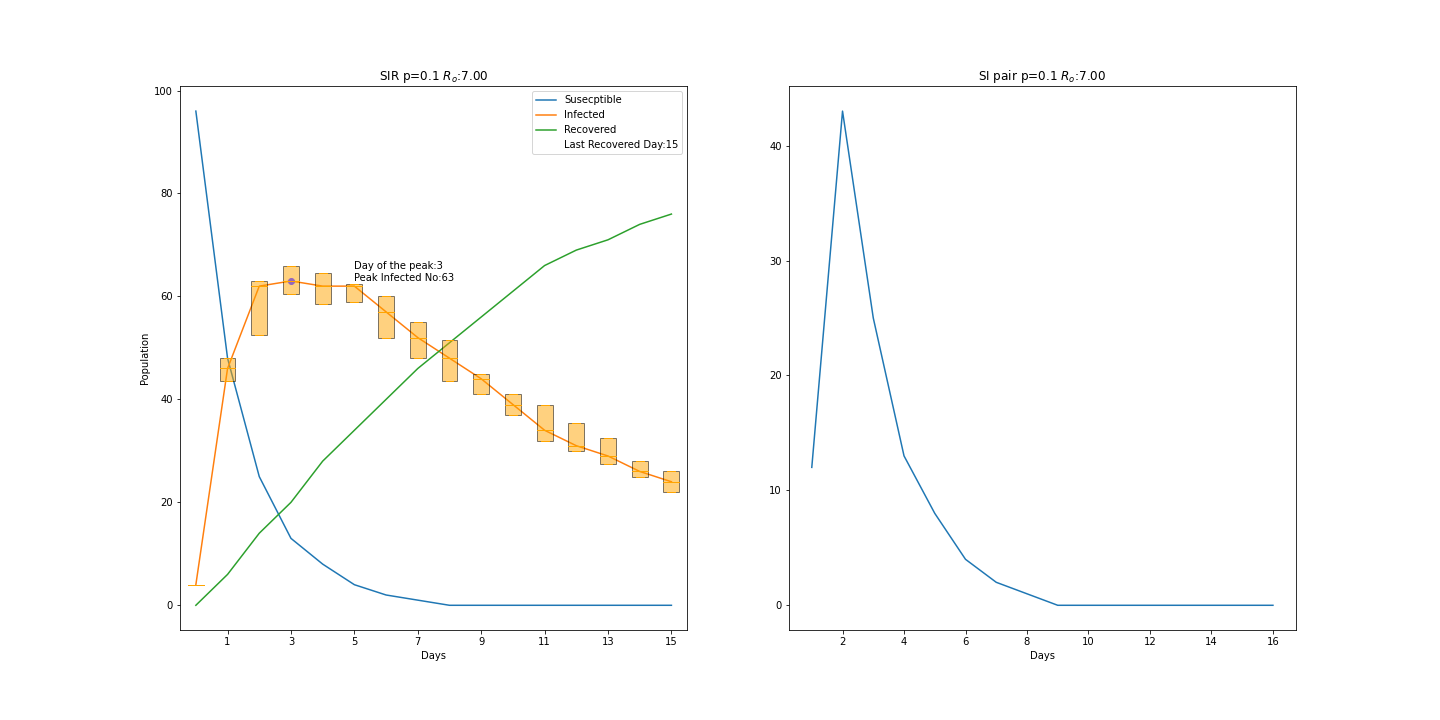 SIR p=0.1 Rₒ:7.00
100
80
60
40
20
0
Population
1 3 5 7 9 11 13 15
Days
Susecptible
Infected
Recovered
Last Recovered Day:15
Day of the peak:3
Peak Infected No:63
SI pair p=0.1 Rₒ:7.00
40
30
20
10
0
2 4 6 8 10 12 14 16
Days